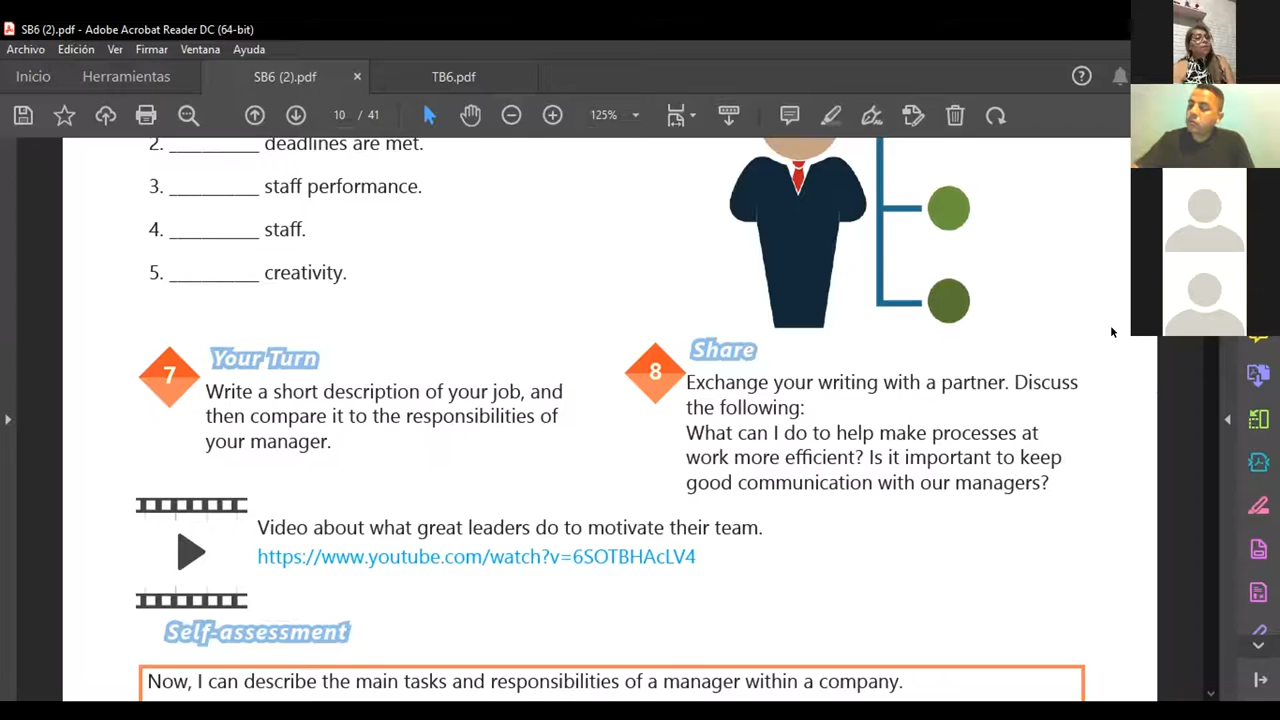 SB6 (2).pdf - Adobe Acrobat Reader DC (64-bit)
Archivo Edición Ver Firmar Ventana Ayuda
Inicio Herramientas SB6 (2).pdf × TB6.pdf
10 / 41 125%
2. _________ deadlines are met.
3. _________ staff performance.
4. _________ staff.
5. _________ creativity.
7 Your Turn
Write a short description of your job, and
then compare it to the responsibilities of
your manager.
8 Share
Exchange your writing with a partner. Discuss
the following:
What can I do to help make processes at
work more efficient? Is it important to keep
good communication with our managers?
Video about what great leaders do to motivate their team.
https://www.youtube.com/watch?v=6SOTBHAcLV4
Self-assessment
Now, I can describe the main tasks and responsibilities of a manager within a company.